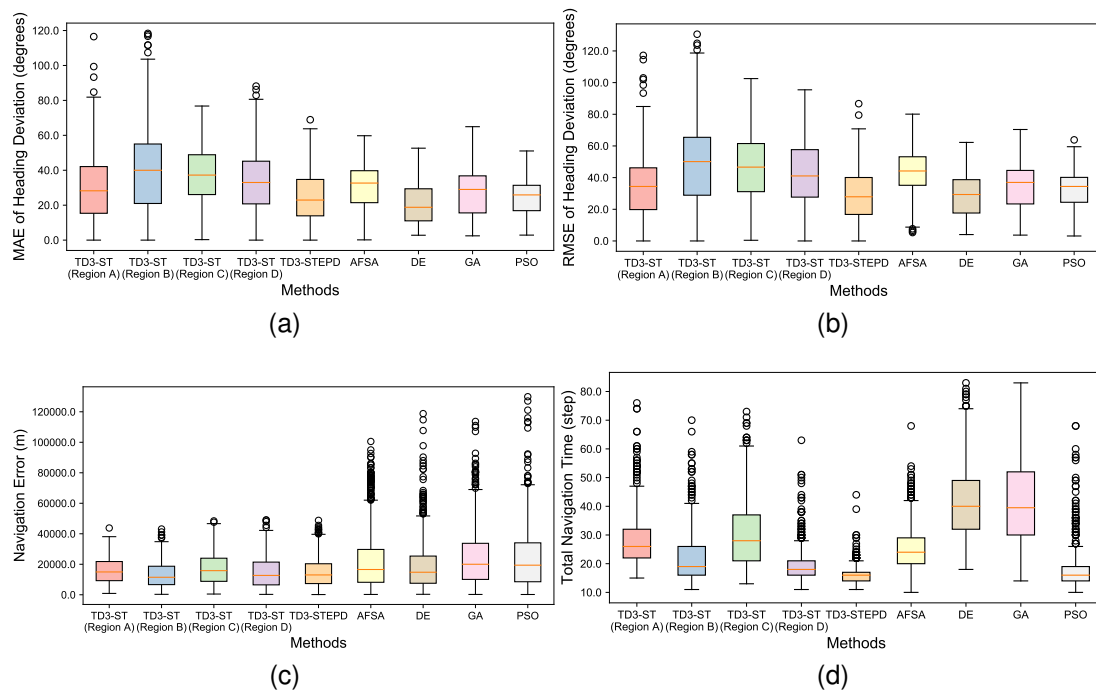 MAE of Heading Deviation (degrees)
120.0
100.0
80.0
60.0
40.0
20.0
0.0
TD3-ST TD3-ST TD3-ST TD3-ST TD3-STEPD AFSA DE GA PSO
(Region A) (Region B) (Region C) (Region D)
Methods
(a)
RMSE of Heading Deviation (degrees)
120.0
100.0
80.0
60.0
40.0
20.0
0.0
TD3-ST TD3-ST TD3-ST TD3-ST TD3-STEPD AFSA DE GA PSO
(Region A) (Region B) (Region C) (Region D)
Methods
(b)
Navigation Error (m)
120000.0
100000.0
80000.0
60000.0
40000.0
20000.0
0.0
TD3-ST TD3-ST TD3-ST TD3-ST TD3-STEPD AFSA DE GA PSO
(Region A) (Region B) (Region C) (Region D)
Methods
(c)
Total Navigation Time (step)
80.0
70.0
60.0
50.0
40.0
30.0
20.0
10.0
TD3-ST TD3-ST TD3-ST TD3-ST TD3-STEPD AFSA DE GA PSO
(Region A) (Region B) (Region C) (Region D)
Methods
(d)